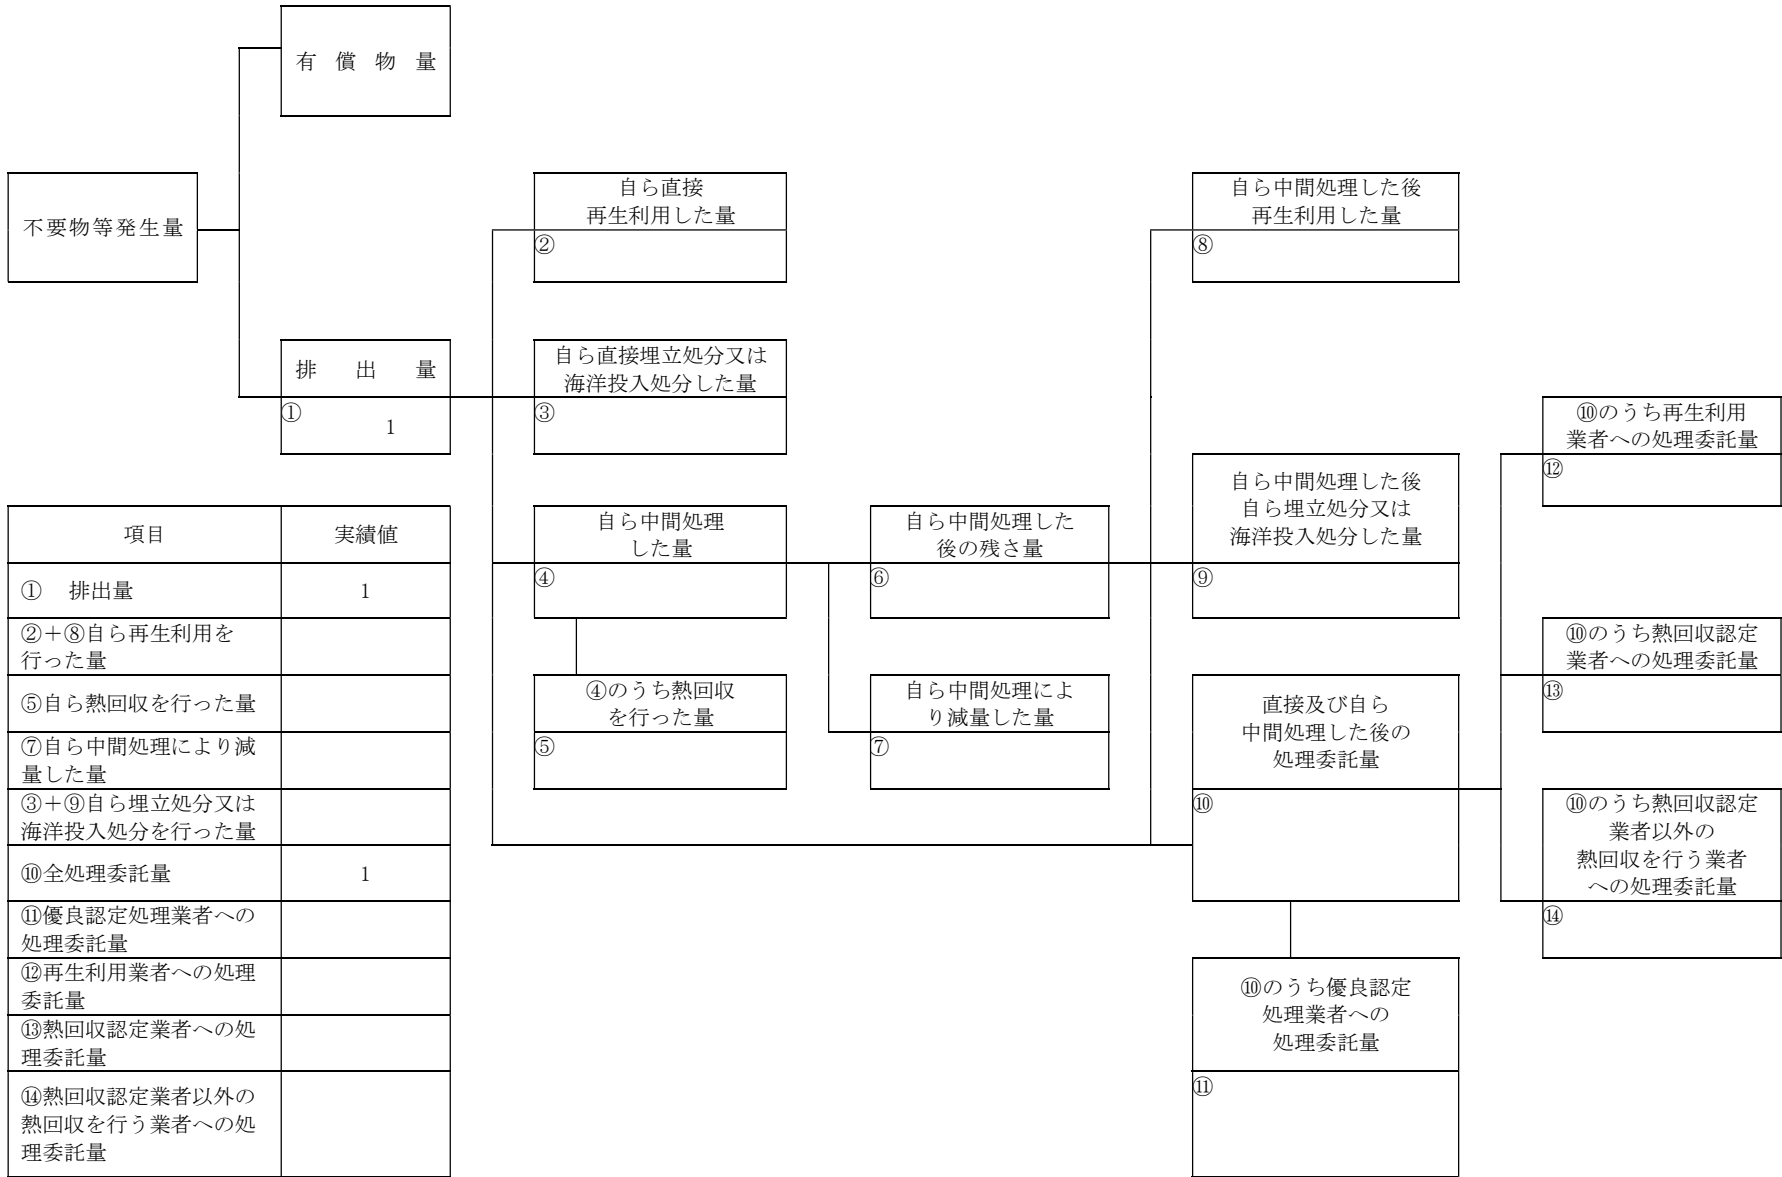 有 償 物 量
不要物等発生量
自ら直接
再生利用した量
②
自ら中間処理した後
再生利用した量
⑧
排 出 量
①
1
自ら直接埋立処分又は
海洋投入処分した量
③
⑩のうち再生利用
業者への処理委託量
⑫
自ら中間処理
した量
④
自ら中間処理した
後の残さ量
⑥
自ら中間処理した後
自ら埋立処分又は
海洋投入処分した量
⑨
⑩のうち熱回収認定
業者への処理委託量
⑬
④のうち熱回収
を行った量
⑤
自ら中間処理によ
り減量した量
⑦
直接及び自ら
中間処理した後の
処理委託量
⑩
⑩のうち熱回収認定
業者以外の
熱回収を行う業者
への処理委託量
⑭
⑩のうち優良認定
処理業者への
処理委託量
⑪
項目 実績値
① 排出量 1
②+⑧自ら再生利用を
行った量
⑤自ら熱回収を行った量
⑦自ら中間処理により減
量した量
③+⑨自ら埋立処分又は
海洋投入処分を行った量
⑩全処理委託量 1
⑪優良認定処理業者への
処理委託量
⑫再生利用業者への処理
委託量
⑬熱回収認定業者への処
理委託量
⑭熱回収認定業者以外の
熱回収を行う業者への処
理委託量